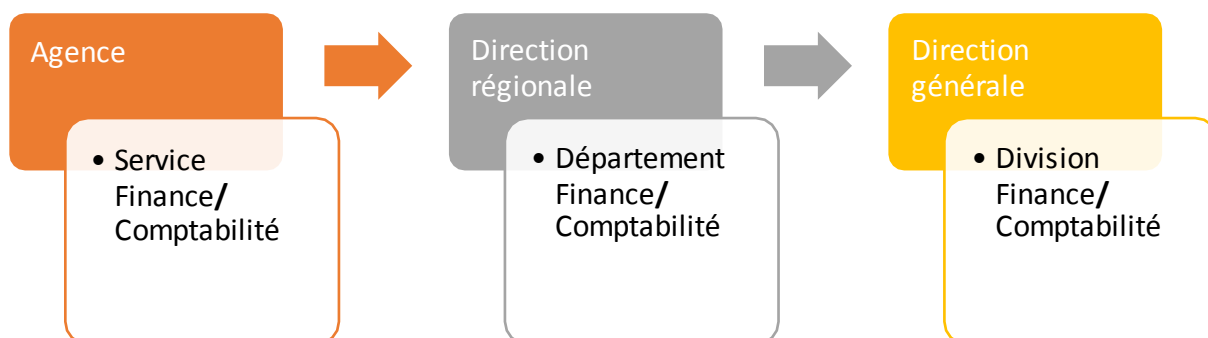 Agence
• Service
Finance/
Comptabilité
Direction
régionale
• Département
Finance/
Comptabilité
Direction
générale
• Division
Finance/
Comptabilité